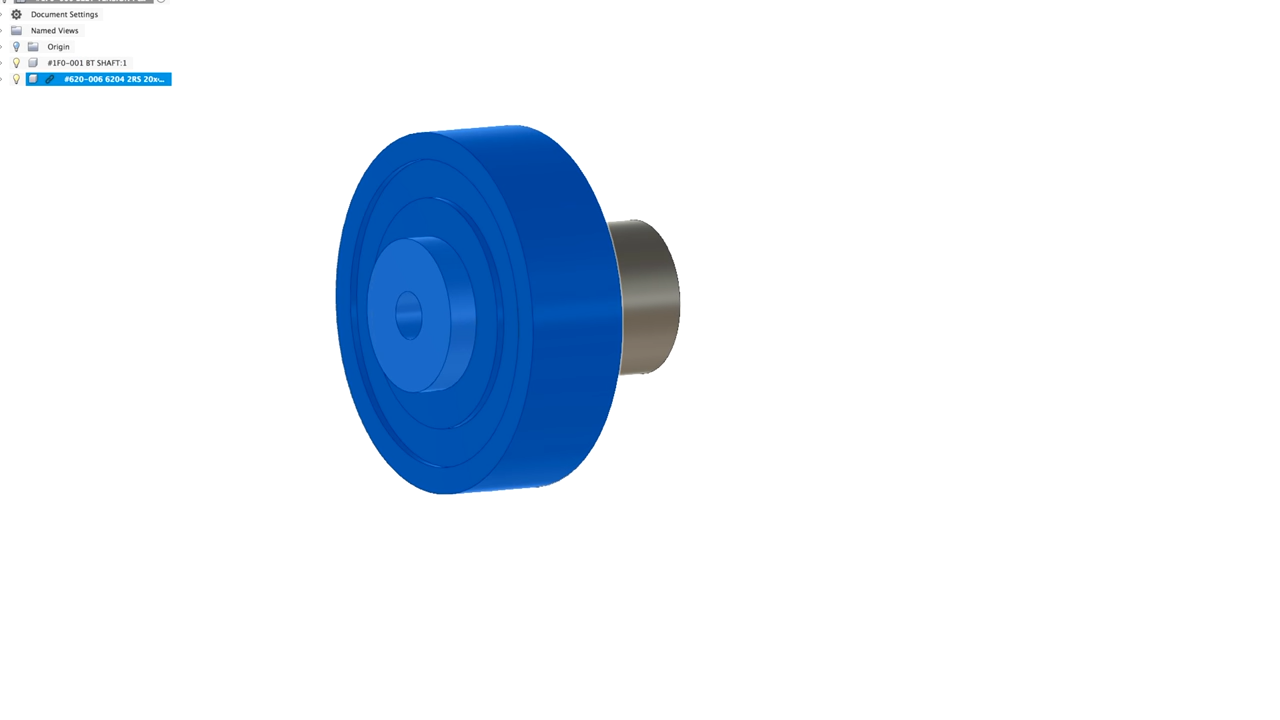 Document Settings
Named Views
Origin
#1F0-001 BT SHAFT:1
#620-006 6204 2RS 20x...